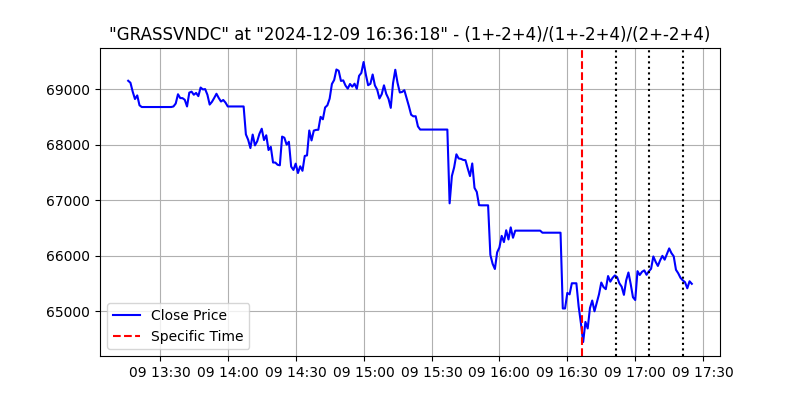 "GRASSVNDC" at "2024-12-09 16:36:18" - (1+-2+4)/(1+-2+4)/(2+-2+4)
69000
68000
67000
66000
65000
Close Price
Specific Time
09 13:30 09 14:00 09 14:30 09 15:00 09 15:30 09 16:00 09 16:30 09 17:00 09 17:30